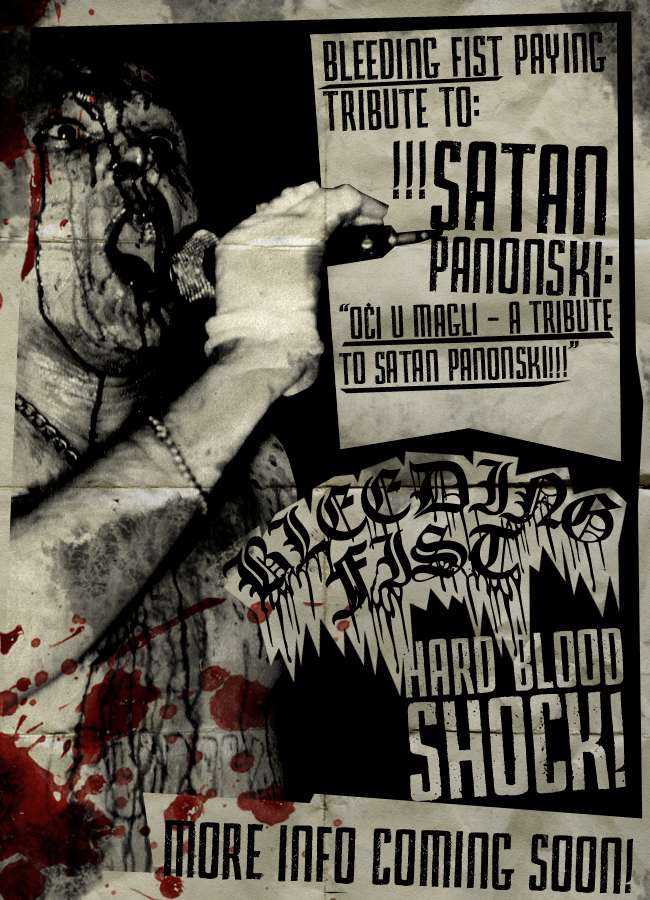 BLEEDING FIST PAYING
TRIBUTE TO:
!!!SATAN
PANONSKI:
“OČI U MAGLI - A TRIBUTE
TO SATAN PANONSKI!!!”
BLEEDING
FIST
HARD BLOOD
SHOCK!
MORE INFO COMING SOON!